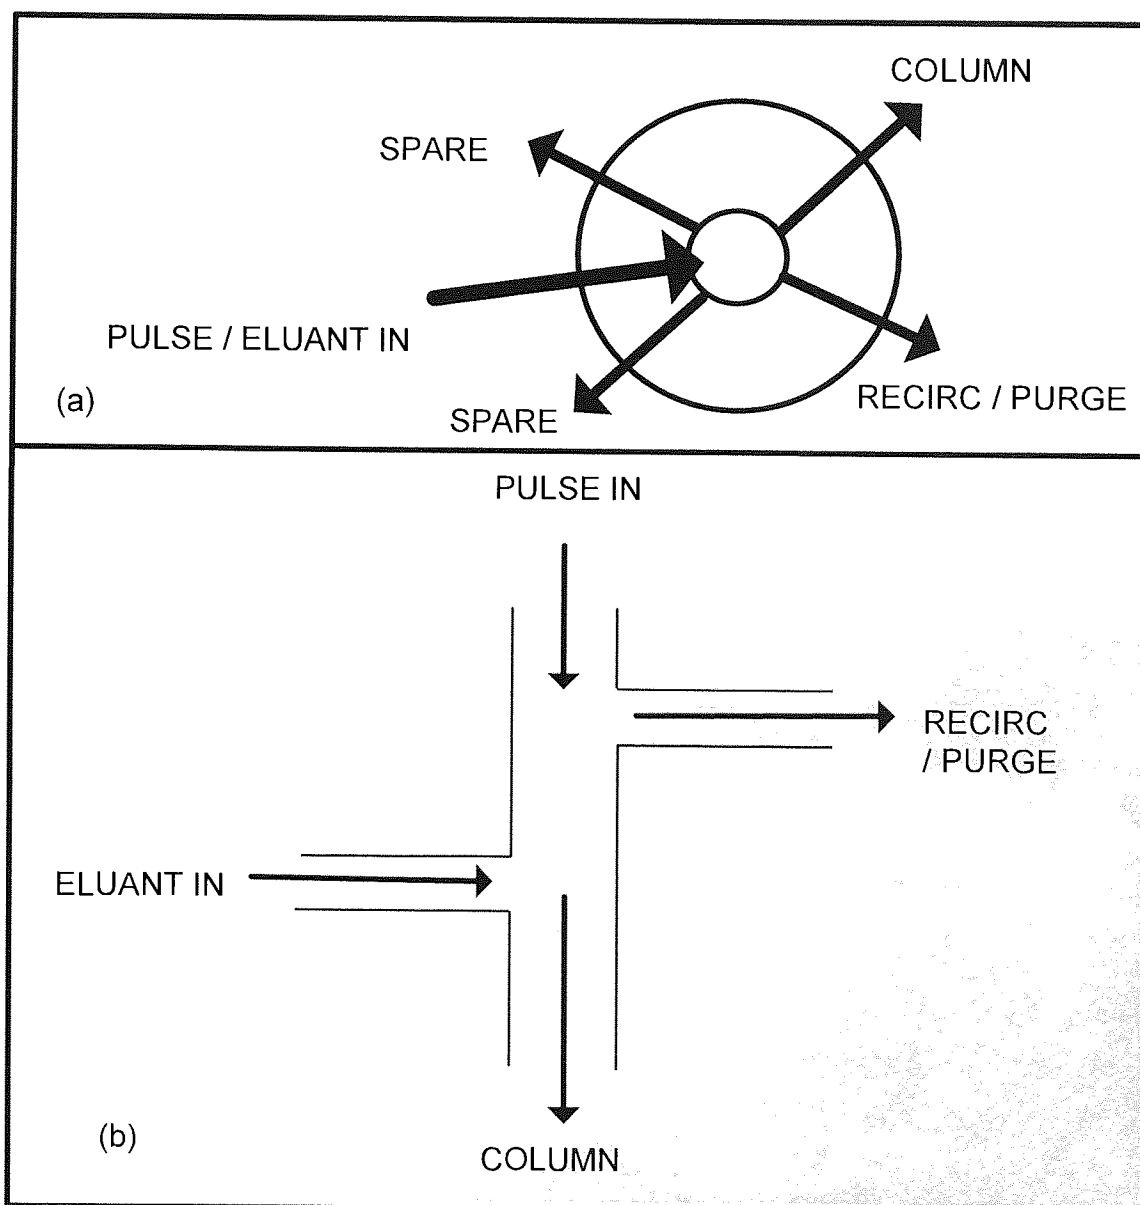 COLUMN
SPARE
PULSE / ELUANT IN
RECIRC / PURGE
(a)
SPARE
PULSE IN
RECIRC
/ PURGE
ELUANT IN
(b)
COLUMN